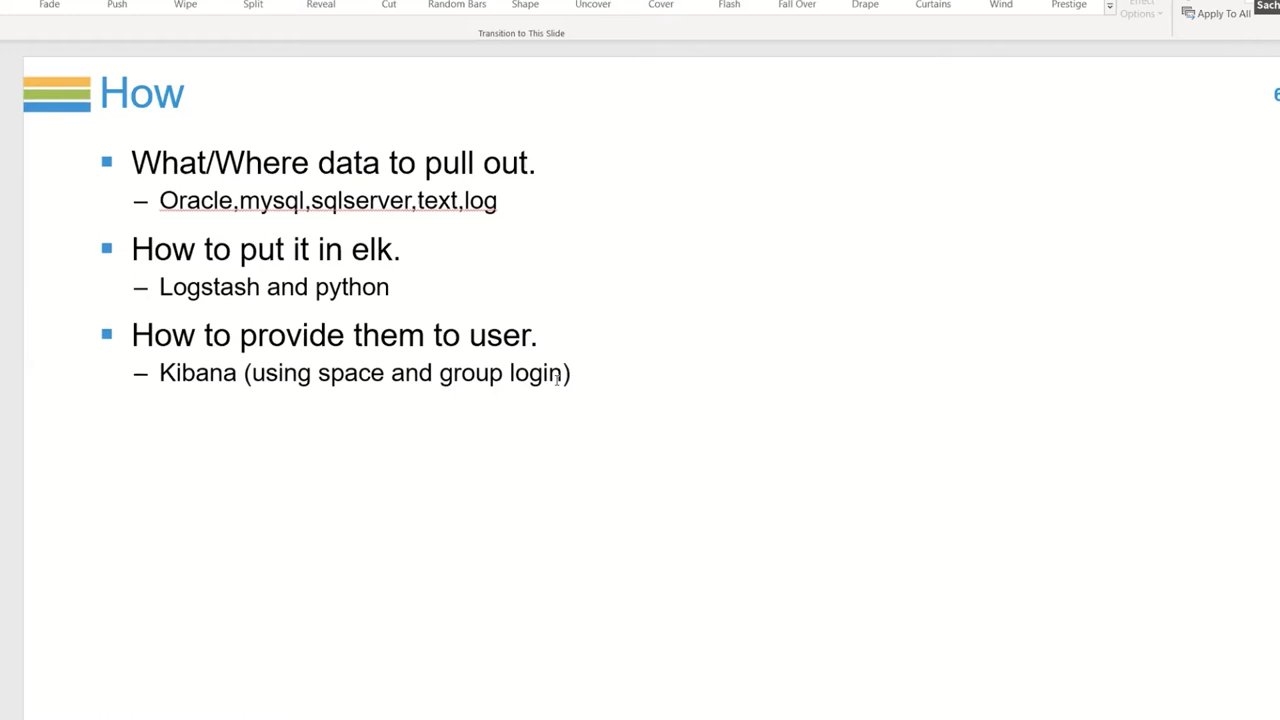 Fade Push Wipe Split Reveal Cut Random Bars Shape Uncover Cover Flash Fall Over Drape Curtains Wind Prestige Effect Sach
Options Apply To All
Transition to This Slide
How 6
▪ What/Where data to pull out.
– Oracle,mysql,sqlserver,text,log
▪ How to put it in elk.
– Logstash and python
▪ How to provide them to user.
– Kibana (using space and group login)